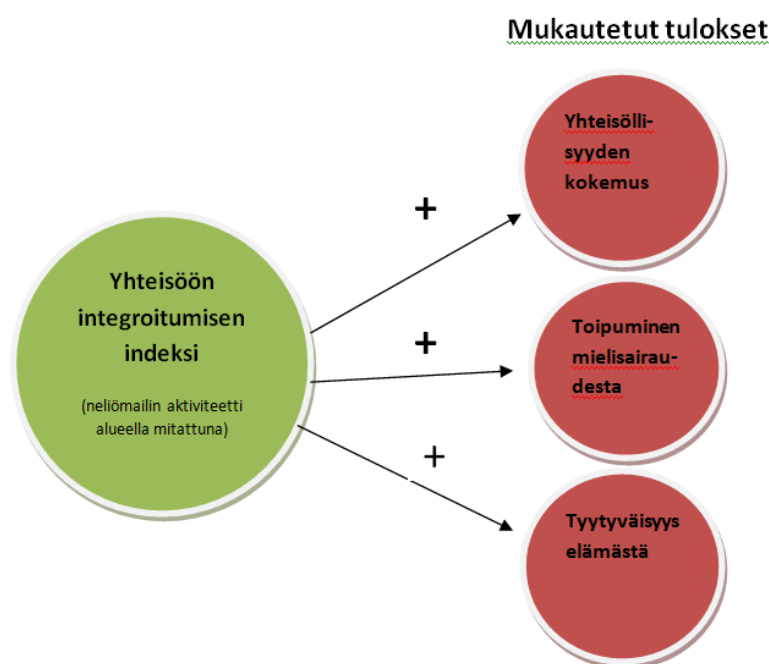 Mukautetut tulokset
Yhteisölli-
syyden
kokemus
+
Yhteisöön
integroitumisen
indeksi
(neliömailin aktiviteetti
alueella mitattuna)
+
Toipuminen
mielisairau-
desta
+
Tyytyväisyys
elämästä